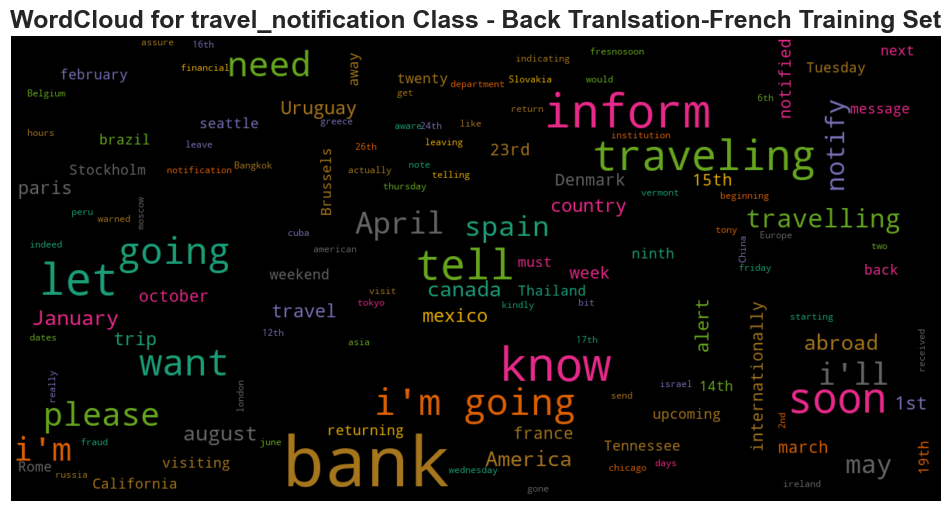 WordCloud for travel_notification Class - Back Tranlsation-French Training Set
assure 16th indicating fresnosoon next
february financial need away twenty department Slovakia would notified Tuesday
Belgium get 6th message
Uruguay return inform
hours seattle greece aware 24th like institution notify
brazil leave 26th leaving 23rd traveling
Stockholm notification Bangkok Brussels actually note telling
paris thursday Denmark vermont 15th beginning
peru warned moscow April spain country travelling
indeed going cuba american tell must ninth tony China Europe two
let weekend week friday back
october visit canada Thailand
January travel tokyo mexico kindly bit alert internationally starting
dates trip 12th asia 17th abroad received
want know i'll
really london israel 14th soon 1st
please i'm going send upcoming 2nd
i'm august returning france march 19th
fraud june America Tennessee may
Rome visiting bank wednesday chicago days
russia California gone ireland